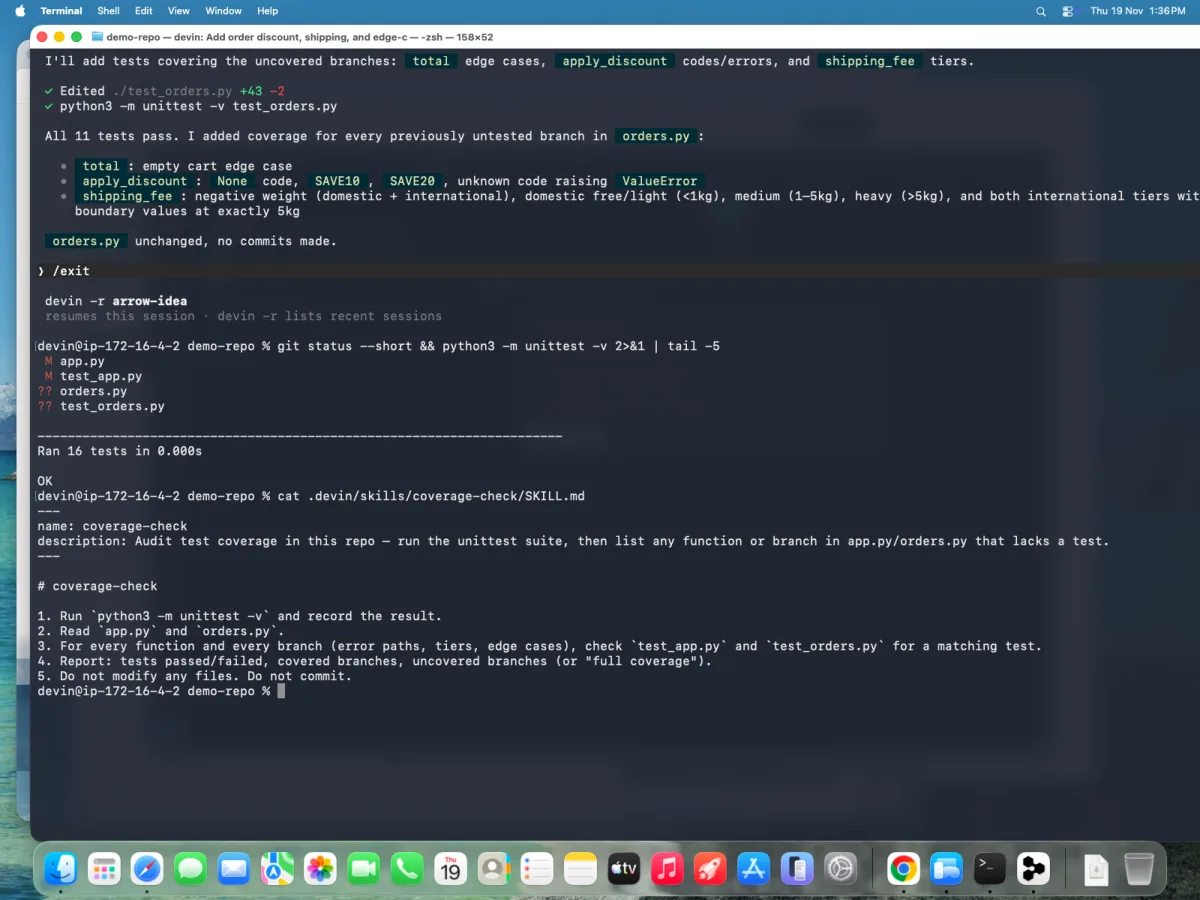 Terminal Shell Edit View Window Help Thu 19 Nov 1:36PM
demo-repo — devin: Add order discount, shipping, and edge-c — -zsh — 158×52
I'll add tests covering the uncovered branches: total edge cases, apply_discount codes/errors, and shipping_fee tiers.
✓ Edited ./test_orders.py +43 -2
✓ python3 -m unittest -v test_orders.py
All 11 tests pass. I added coverage for every previously untested branch in orders.py :
• total : empty cart edge case
• apply_discount : None code, SAVE10 , SAVE20 , unknown code raising ValueError
• shipping_fee : negative weight (domestic + international), domestic free/light (<1kg), medium (1–5kg), heavy (>5kg), and both international tiers wit
boundary values at exactly 5kg
orders.py unchanged, no commits made.
❯ /exit
devin -r arrow-idea
resumes this session · devin -r lists recent sessions
devin@ip-172-16-4-2 demo-repo % git status --short && python3 -m unittest -v 2>&1 | tail -5
M app.py
M test_app.py
?? orders.py
?? test_orders.py
----------------------------------------------------------------------
Ran 16 tests in 0.000s
OK
devin@ip-172-16-4-2 demo-repo % cat .devin/skills/coverage-check/SKILL.md
---
name: coverage-check
description: Audit test coverage in this repo — run the unittest suite, then list any function or branch in app.py/orders.py that lacks a test.
---
# coverage-check
1. Run `python3 -m unittest -v` and record the result.
2. Read `app.py` and `orders.py`.
3. For every function and every branch (error paths, tiers, edge cases), check `test_app.py` and `test_orders.py` for a matching test.
4. Report: tests passed/failed, covered branches, uncovered branches (or "full coverage").
5. Do not modify any files. Do not commit.
devin@ip-172-16-4-2 demo-repo %
Thu
19
tv